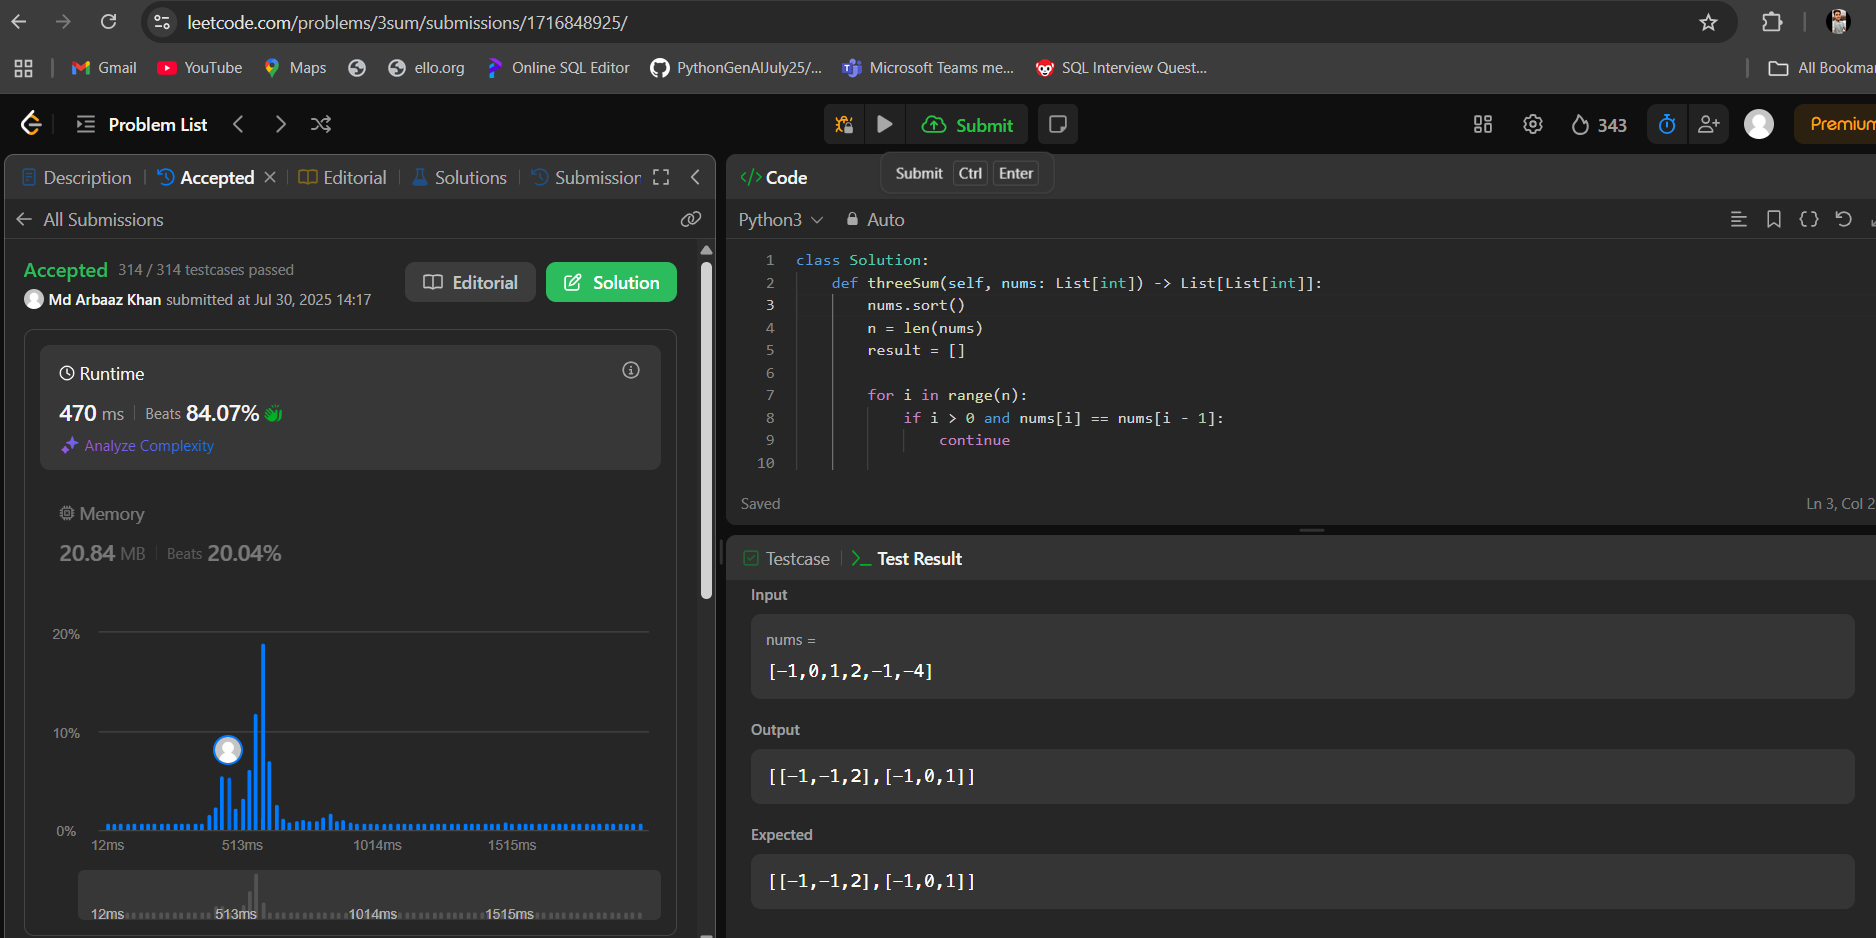 leetcode.com/problems/3sum/submissions/1716848925/
Gmail YouTube Maps ello.org Online SQL Editor PythonGenAIJuly25/... Microsoft Teams me... SQL Interview Quest... All Bookma
Problem List Submit 343 Premium
Description Accepted Editorial Solutions Submission
All Submissions
Accepted 314 / 314 testcases passed
Md Arbaaz Khan submitted at Jul 30, 2025 14:17
Editorial Solution
Runtime
470 ms Beats 84.07%
Analyze Complexity
Memory
20.84 MB Beats 20.04%
20%
10%
0%
12ms 513ms 1014ms 1515ms
12ms 513ms 1014ms 1515ms
</> Code
Submit Ctrl Enter
Python3 Auto
1 class Solution:
2 def threeSum(self, nums: List[int]) -> List[List[int]]:
3 nums.sort()
4 n = len(nums)
5 result = []
6
7 for i in range(n):
8 if i > 0 and nums[i] == nums[i - 1]:
9 continue
10
Saved Ln 3, Col 2
Testcase >_ Test Result
Input
nums =
[-1,0,1,2,-1,-4]
Output
[[-1,-1,2],[-1,0,1]]
Expected
[[-1,-1,2],[-1,0,1]]